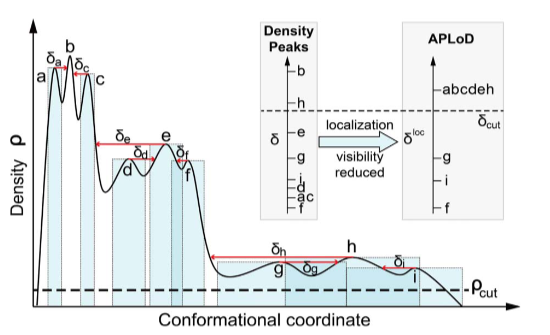 Density ρ
a
δa
b
δc
c
δe
e
δd
d
δf
f
δh
h
g
δg
δi
i
ρcut
Conformational coordinate
Density
Peaks
b
h
δ
e
g
i
d
ac
f
localization
visibility
reduced
APLoD
abcdeh
δcut
δloc
g
i
f